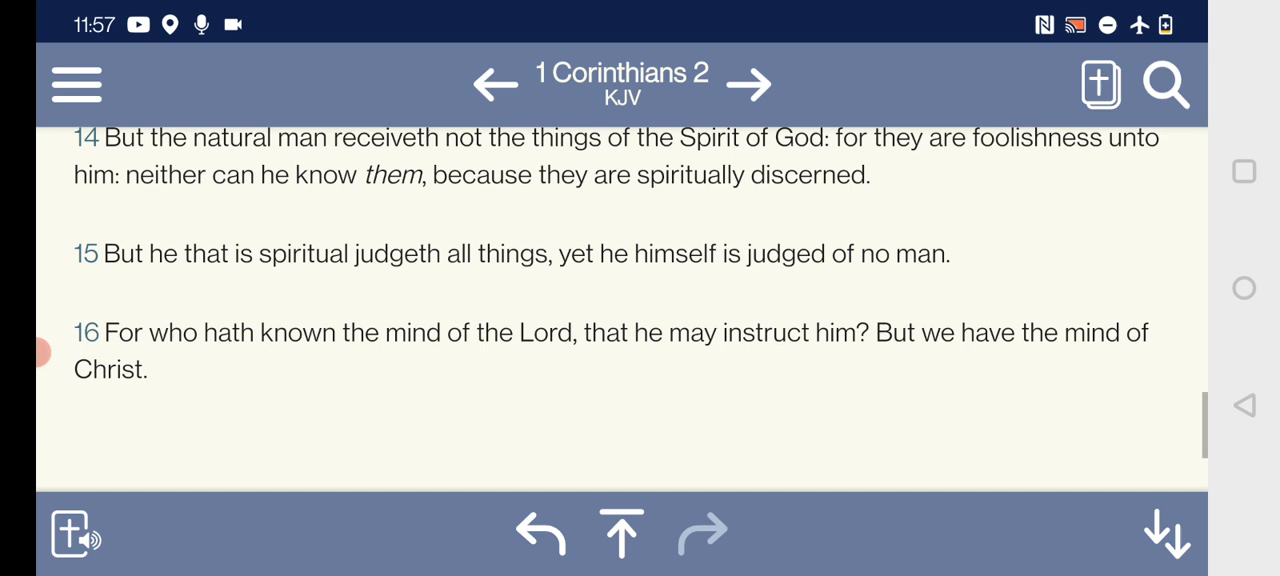 11:57
1 Corinthians 2
KJV
14 But the natural man receiveth not the things of the Spirit of God: for they are foolishness unto
him: neither can he know them, because they are spiritually discerned.
15 But he that is spiritual judgeth all things, yet he himself is judged of no man.
16 For who hath known the mind of the Lord, that he may instruct him? But we have the mind of
Christ.